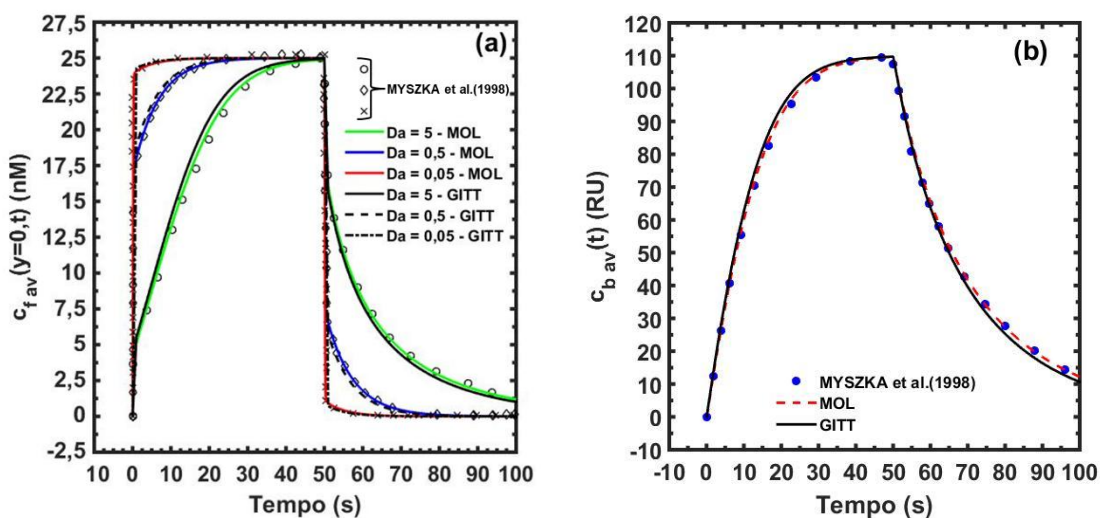 27,5
25
22,5
20
17,5
15
12,5
10
7,5
5
2,5
0
-2,5
c_f av(y=0,t) (nM)
(a)
MYSZKA et al.(1998)
Da = 5 - MOL
Da = 0,5 - MOL
Da = 0,05 - MOL
Da = 5 - GITT
Da = 0,5 - GITT
Da = 0,05 - GITT
10 0 10 20 30 40 50 60 70 80 90 100
Tempo (s)
120
110
100
90
80
70
60
50
40
30
20
10
0
-10
c_b av(t) (RU)
(b)
MYSZKA et al.(1998)
MOL
GITT
-10 0 10 20 30 40 50 60 70 80 90 100
Tempo (s)